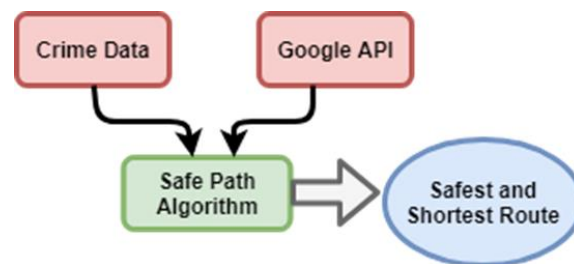 Crime Data
Google API
Safe Path
Algorithm
Safest and
Shortest Route